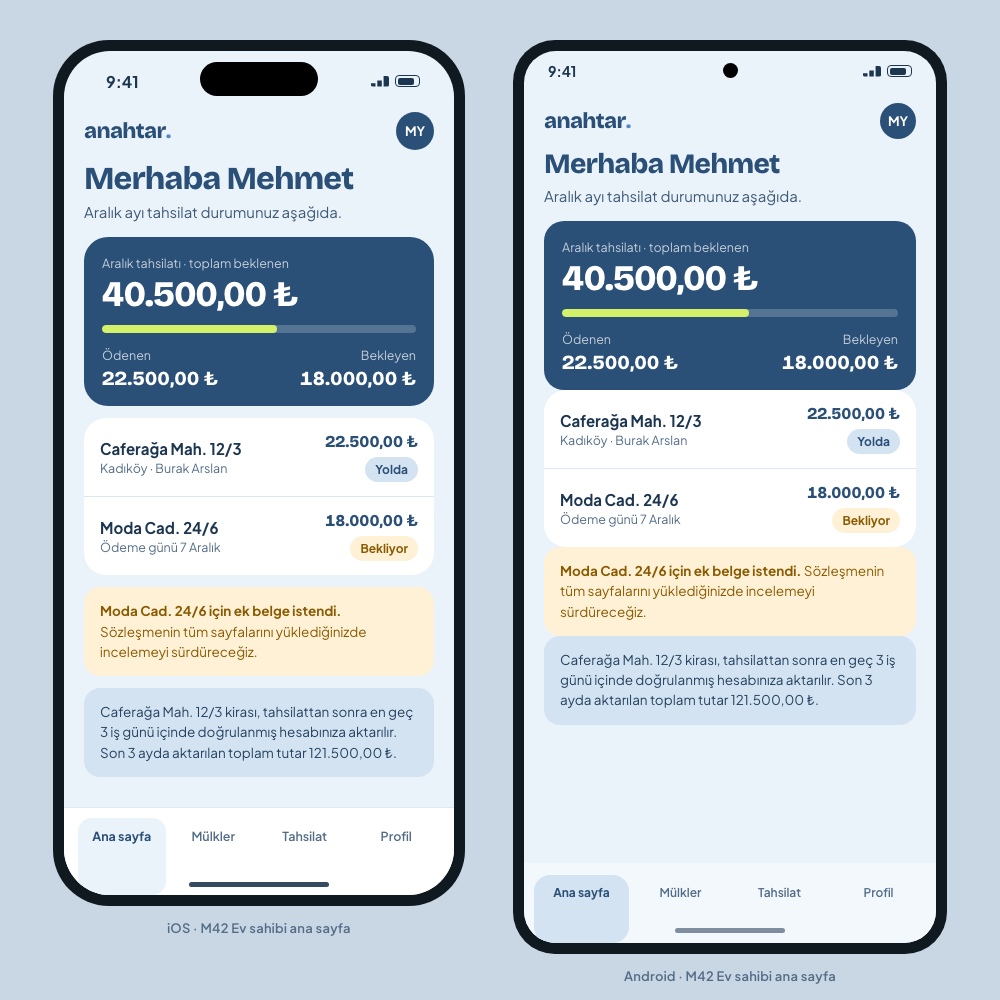 9:41
anahtar.
MY
Merhaba Mehmet
Aralık ayı tahsilat durumunuz aşağıda.
Aralık tahsilatı · toplam beklenen
40.500,00 ₺
Ödenen
Bekleyen
22.500,00 ₺
18.000,00 ₺
Caferağa Mah. 12/3
Kadıköy · Burak Arslan
22.500,00 ₺
Yolda
Moda Cad. 24/6
Ödeme günü 7 Aralık
18.000,00 ₺
Bekliyor
Moda Cad. 24/6 için ek belge istendi.
Sözleşmenin tüm sayfalarını yüklediğinizde
incelemeyi sürdüreceğiz.
Caferağa Mah. 12/3 kirası, tahsilattan sonra en geç
3 iş günü içinde doğrulanmış hesabınıza aktarılır.
Son 3 ayda aktarılan toplam tutar 121.500,00 ₺.
Ana sayfa
Mülkler
Tahsilat
Profil
iOS · M42 Ev sahibi ana sayfa
9:41
anahtar.
MY
Merhaba Mehmet
Aralık ayı tahsilat durumunuz aşağıda.
Aralık tahsilatı · toplam beklenen
40.500,00 ₺
Ödenen
Bekleyen
22.500,00 ₺
18.000,00 ₺
Caferağa Mah. 12/3
Kadıköy · Burak Arslan
22.500,00 ₺
Yolda
Moda Cad. 24/6
Ödeme günü 7 Aralık
18.000,00 ₺
Bekliyor
Moda Cad. 24/6 için ek belge istendi. Sözleşmenin
tüm sayfalarını yüklediğinizde incelemeyi
sürdüreceğiz.
Caferağa Mah. 12/3 kirası, tahsilattan sonra en geç 3 iş
günü içinde doğrulanmış hesabınıza aktarılır. Son 3
ayda aktarılan toplam tutar 121.500,00 ₺.
Ana sayfa
Mülkler
Tahsilat
Profil
Android · M42 Ev sahibi ana sayfa